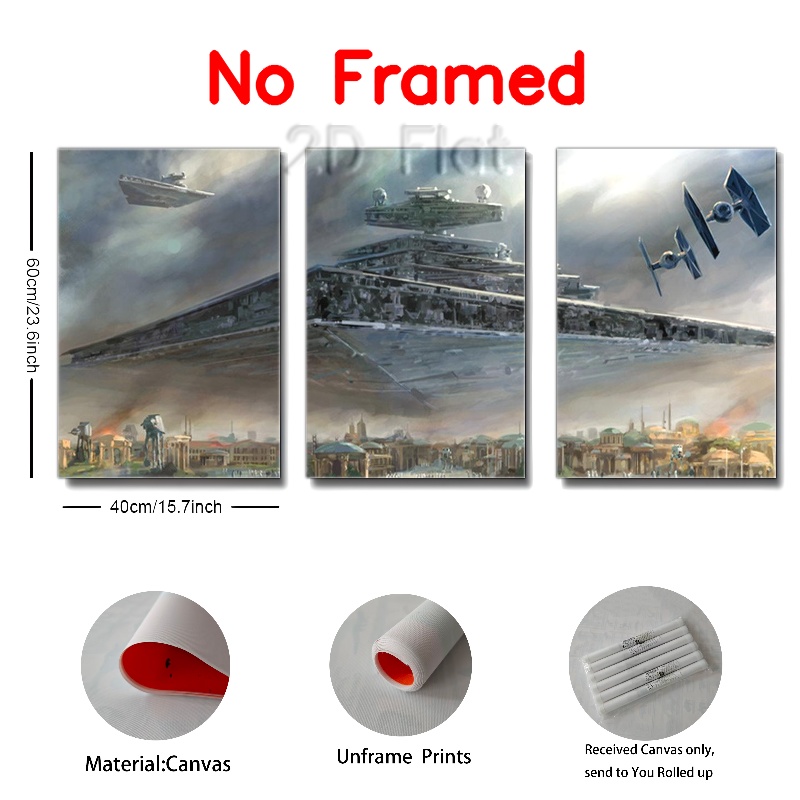 No Framed
2D Flat
60cm/23.6inch
40cm/15.7inch
Material:Canvas
Unframe Prints
Received Canvas only,
send to You Rolled up